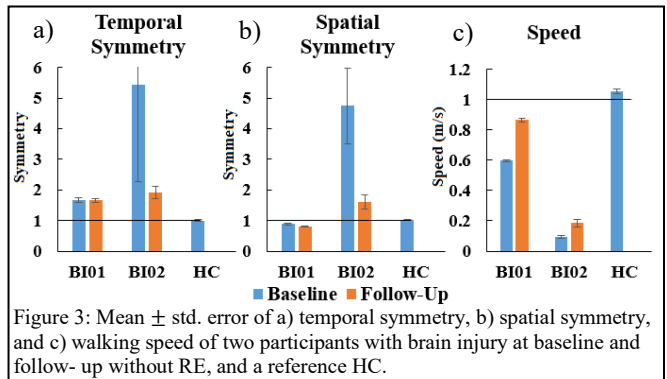 a) Temporal Symmetry
b) Spatial Symmetry
c) Speed
Symmetry
6
5
4
3
2
1
0
BI01 BI02 HC
Symmetry
6
5
4
3
2
1
0
BI01 BI02 HC
Speed (m/s)
1.2
1
0.8
0.6
0.4
0.2
0
BI01 BI02 HC
Baseline Follow-Up
Figure 3: Mean ± std. error of a) temporal symmetry, b) spatial symmetry,
and c) walking speed of two participants with brain injury at baseline and
follow- up without RE, and a reference HC.